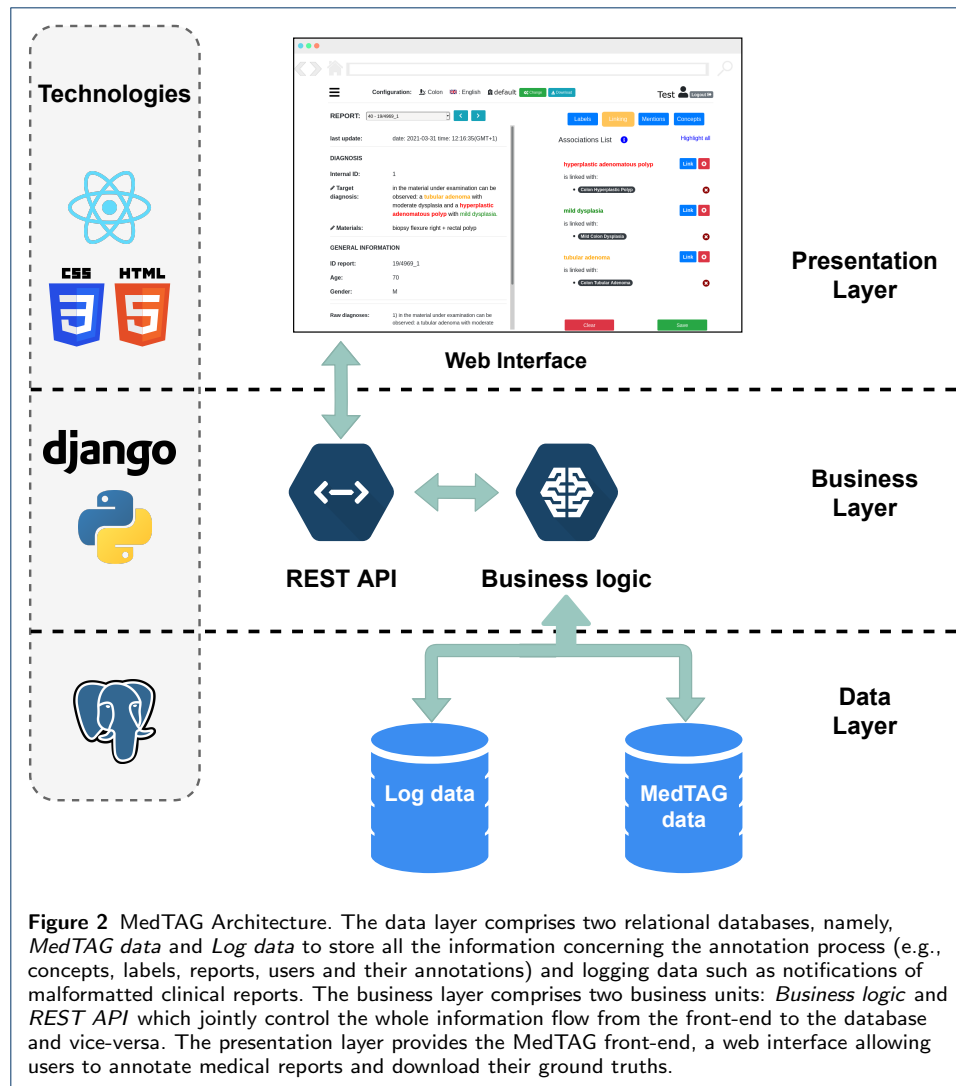 Technologies
CSS HTML
3 5
Configuration: Colon : English default Change Download
Test Logout
REPORT: 40 - 19/4969_1
Labels Linking Mentions Concepts
last update: date: 2021-03-31 time: 12:16:35(GMT+1)
Associations List Highlight all
DIAGNOSIS
Internal ID: 1
Target diagnosis:
in the material under examination can be
observed: a tubular adenoma with
moderate dysplasia and a hyperplastic
adenomatous polyp with mild dysplasia.
Materials: biopsy flexure right + rectal polyp
GENERAL INFORMATION
ID report: 19/4969_1
Age: 70
Gender: M
Raw diagnoses: 1) in the material under examination can be
observed: a tubular adenoma with moderate
hyperplastic adenomatous polyp Link
is linked with:
Colon Hyperplastic Polyp
mild dysplasia Link
is linked with:
Mild Colon Dysplasia
tubular adenoma Link
is linked with:
Colon Tubular Adenoma
Clear Save
Web Interface
Presentation
Layer
django
REST API
Business logic
Business
Layer
Data
Layer
Log data
MedTAG
data
Figure 2 MedTAG Architecture. The data layer comprises two relational databases, namely,
MedTAG data and Log data to store all the information concerning the annotation process (e.g.,
concepts, labels, reports, users and their annotations) and logging data such as notifications of
malformatted clinical reports. The business layer comprises two business units: Business logic and
REST API which jointly control the whole information flow from the front-end to the database
and vice-versa. The presentation layer provides the MedTAG front-end, a web interface allowing
users to annotate medical reports and download their ground truths.